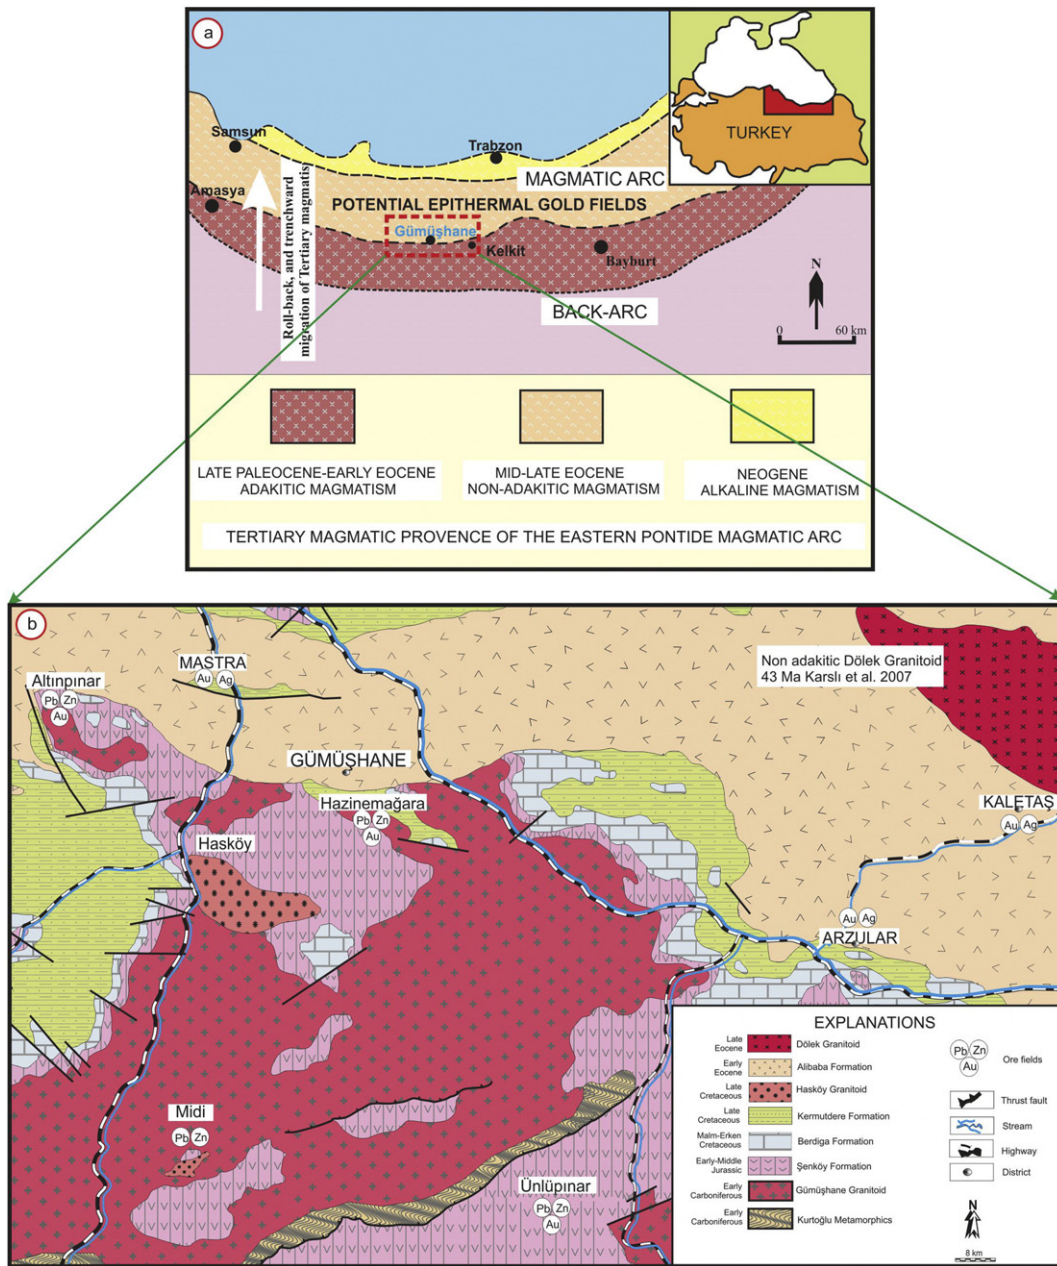 a
TURKEY
Samsun
Trabzon
MAGMATIC ARC
Amasya
POTENTIAL EPITHERMAL GOLD FIELDS
Gümüşhane
Kelkit
Bayburt
Roll-back, and trenchward
migration of Tertiary magmatis
BACK-ARC
N
0 60 km
LATE PALEOCENE-EARLY EOCENE
ADAKITIC MAGMATISM
MID-LATE EOCENE
NON-ADAKITIC MAGMATISM
NEOGENE
ALKALINE MAGMATISM
TERTIARY MAGMATIC PROVENCE OF THE EASTERN PONTIDE MAGMATIC ARC
b
MASTRA
Au Ag
Altınpınar
Pb Zn
Au
Non adakitic Dölek Granitoid
43 Ma Karslı et al. 2007
GÜMÜŞHANE
Hazinemağara
Pb Zn
Au
KALETAŞ
Au Ag
Hasköy
Au Ag
ARZULAR
Midi
Pb Zn
Ünlüpınar
Pb Zn
Au
EXPLANATIONS
Late
Eocene
Dölek Granitoid
Early
Eocene
Alibaba Formation
Late
Cretaceous
Hasköy Granitoid
Late
Cretaceous
Kermutdere Formation
Malm-Erken
Cretaceous
Berdiga Formation
Early-Middle
Jurassic
Şenköy Formation
Early
Carboniferous
Gümüşhane Granitoid
Early
Carboniferous
Kurtoğlu Metamorphics
Pb Zn
Au
Ore fields
Thrust fault
Stream
Highway
District
N
8 km